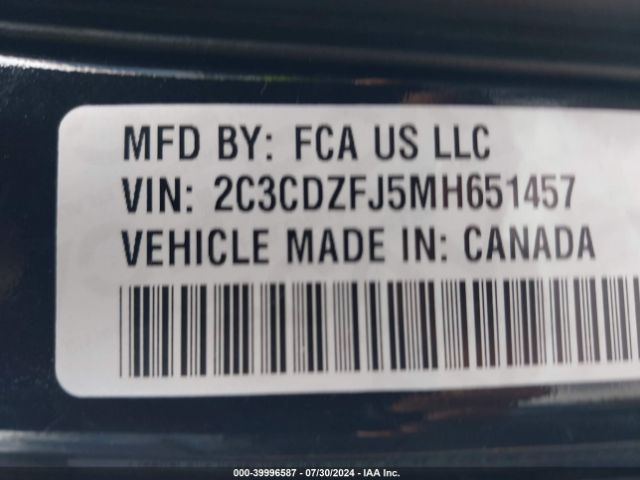 MFD BY: FCA US LLC
VIN: 2C3CDZFJ5MH651457
VEHICLE MADE IN: CANADA
000-39996587 - 07/30/2024 - IAA Inc.